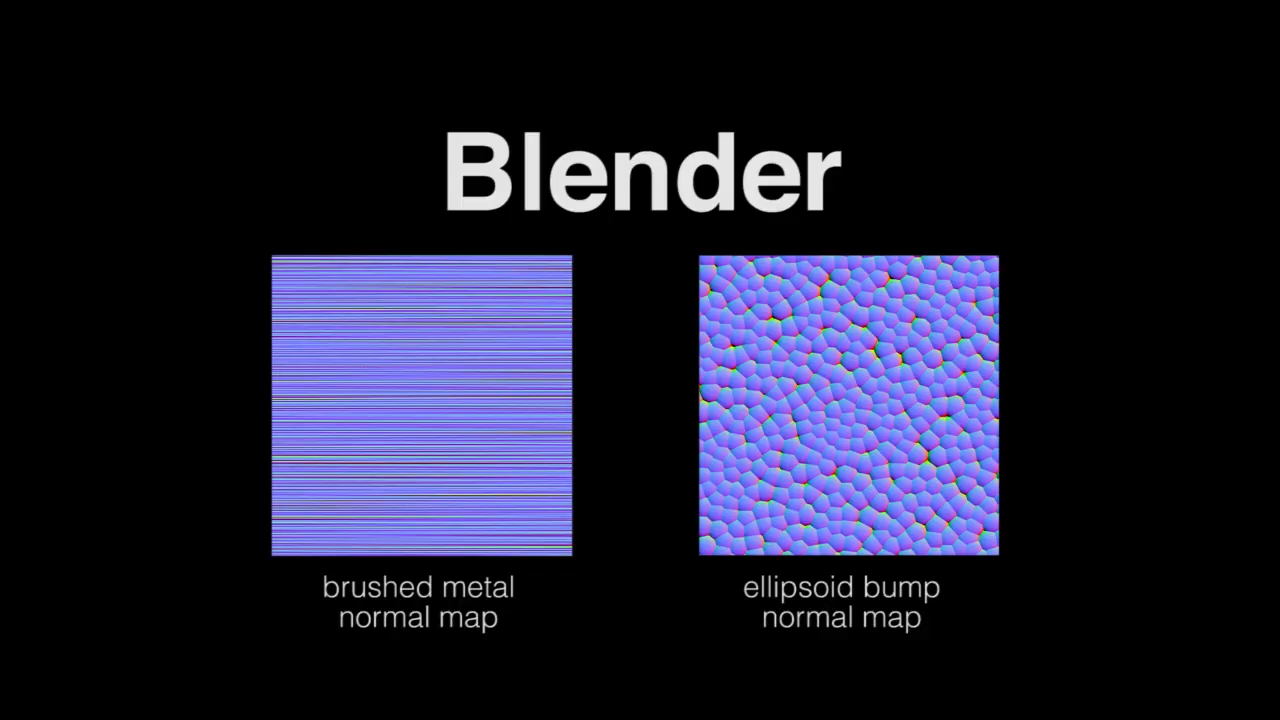 Blender
brushed metal
normal map
ellipsoid bump
normal map